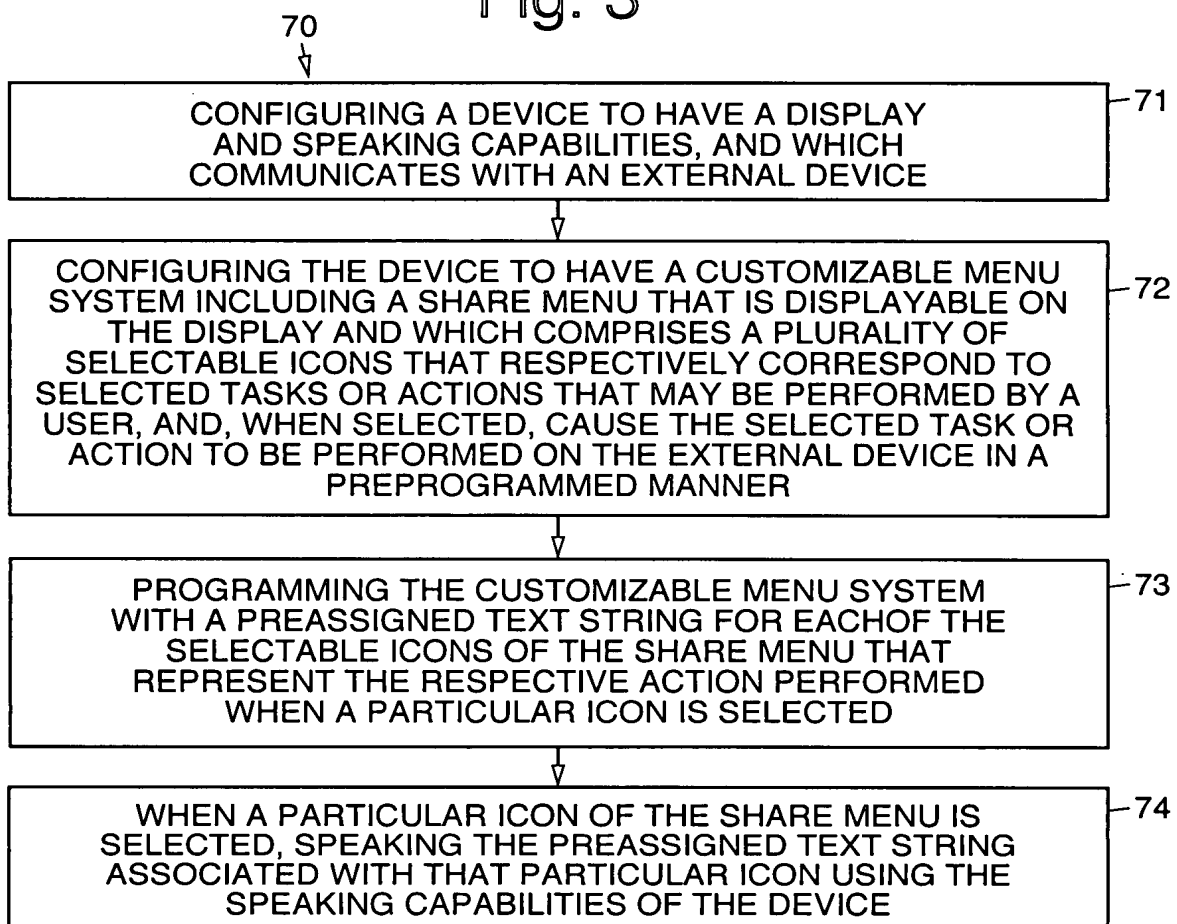 Fig. 3
70
CONFIGURING A DEVICE TO HAVE A DISPLAY
AND SPEAKING CAPABILITIES, AND WHICH
COMMUNICATES WITH AN EXTERNAL DEVICE
71
CONFIGURING THE DEVICE TO HAVE A CUSTOMIZABLE MENU
SYSTEM INCLUDING A SHARE MENU THAT IS DISPLAYABLE ON
THE DISPLAY AND WHICH COMPRISES A PLURALITY OF
SELECTABLE ICONS THAT RESPECTIVELY CORRESPOND TO
SELECTED TASKS OR ACTIONS THAT MAY BE PERFORMED BY A
USER, AND, WHEN SELECTED, CAUSE THE SELECTED TASK OR
ACTION TO BE PERFORMED ON THE EXTERNAL DEVICE IN A
PREPROGRAMMED MANNER
72
PROGRAMMING THE CUSTOMIZABLE MENU SYSTEM
WITH A PREASSIGNED TEXT STRING FOR EACHOF THE
SELECTABLE ICONS OF THE SHARE MENU THAT
REPRESENT THE RESPECTIVE ACTION PERFORMED
WHEN A PARTICULAR ICON IS SELECTED
73
WHEN A PARTICULAR ICON OF THE SHARE MENU IS
SELECTED, SPEAKING THE PREASSIGNED TEXT STRING
ASSOCIATED WITH THAT PARTICULAR ICON USING THE
SPEAKING CAPABILITIES OF THE DEVICE
74